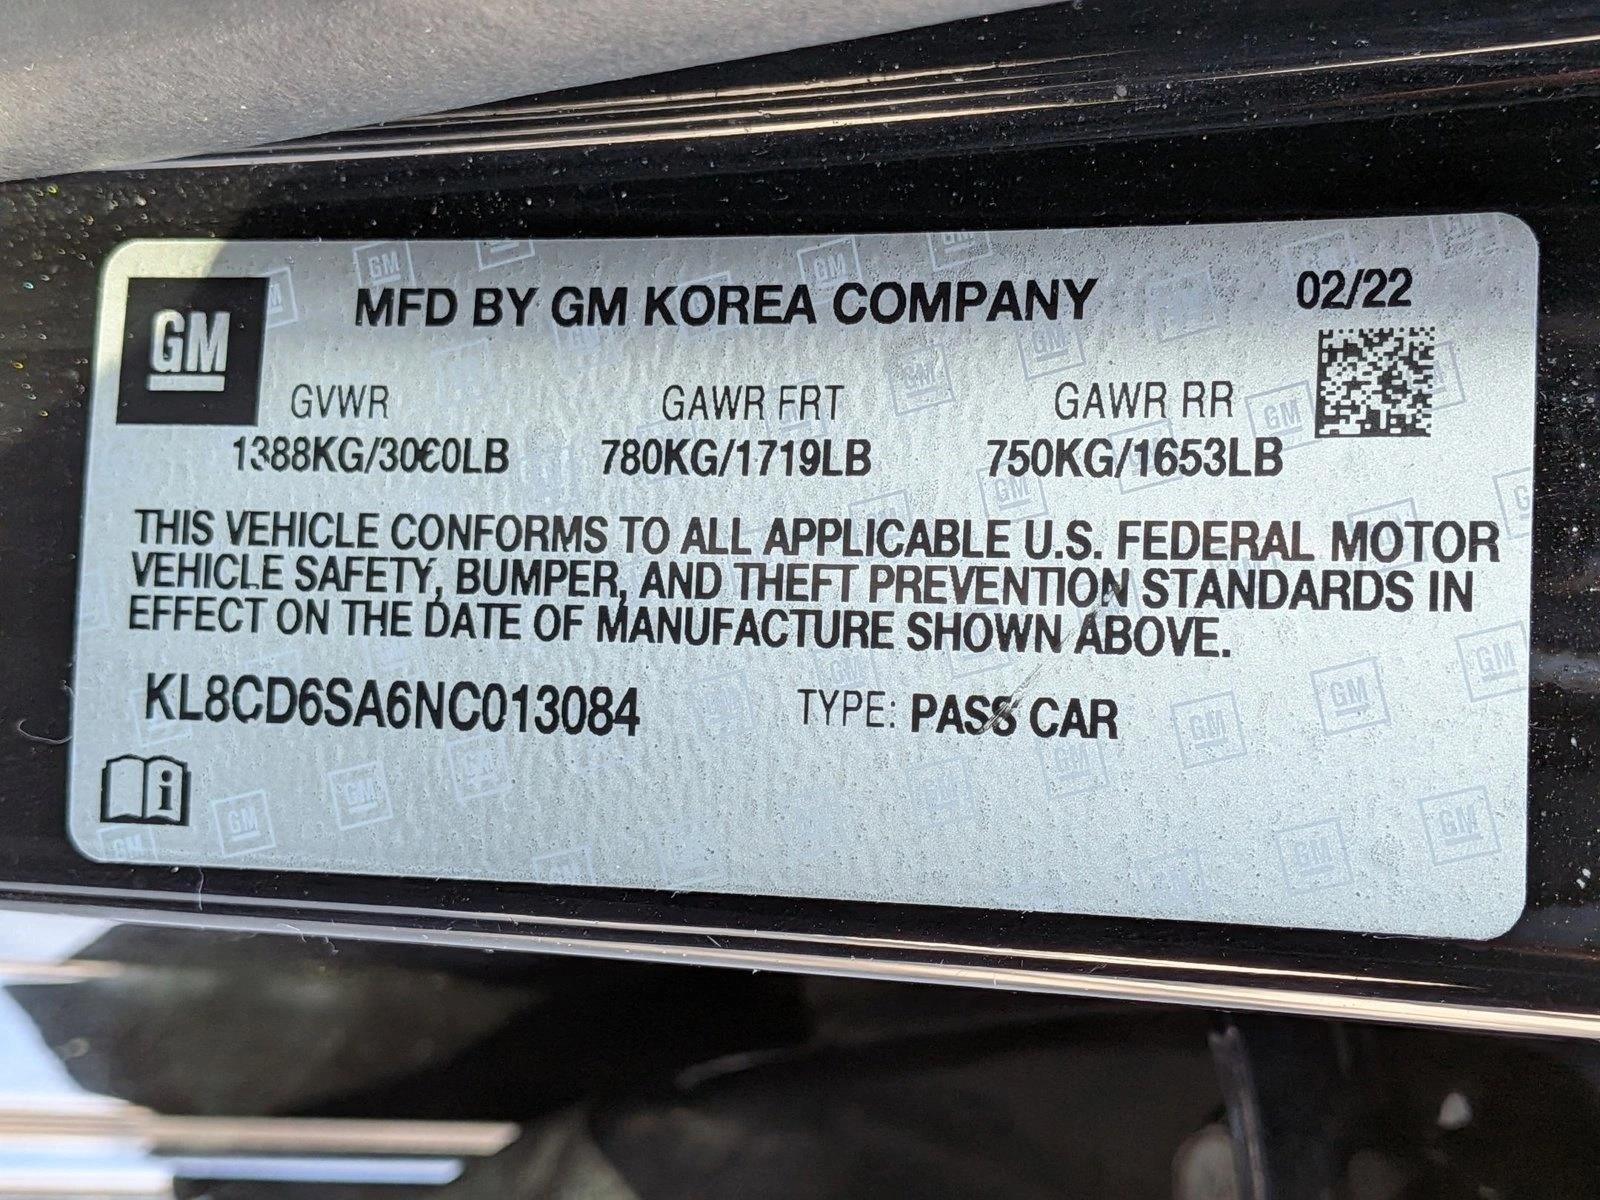 GM
MFD BY GM KOREA COMPANY 02/22
GVWR GAWR FRT GAWR RR
1388KG/3060LB 780KG/1719LB 750KG/1653LB
THIS VEHICLE CONFORMS TO ALL APPLICABLE U.S. FEDERAL MOTOR
VEHICLE SAFETY, BUMPER, AND THEFT PREVENTION STANDARDS IN
EFFECT ON THE DATE OF MANUFACTURE SHOWN ABOVE.
KL8CD6SA6NC013084 TYPE: PASS CAR